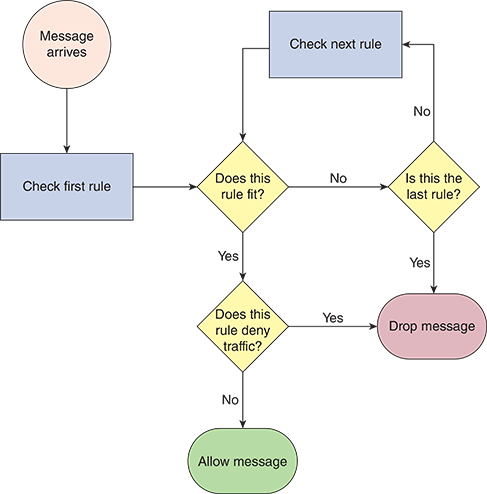 Message
arrives
Check next rule
No
Check first rule
Does this
rule fit?
No
Is this the
last rule?
Yes
Yes
Does this
rule deny
traffic?
Yes
Drop message
No
Allow message